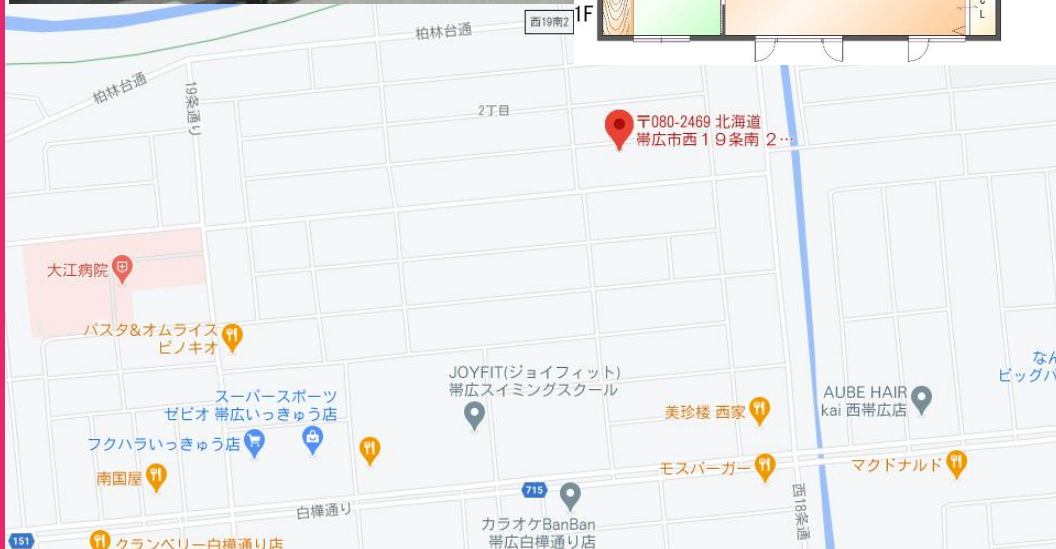 西19南2
1F
CL
柏林台通
柏林台通
19条通り
2丁目
〒080-2469 北海道
帯広市西19条南 2…
大江病院
パスタ&オムライス
ピノキオ
JOYFIT(ジョイフィット)
帯広スイミングスクール
スーパースポーツ
ゼビオ 帯広いっきゅう店
フクハラいっきゅう店
南国屋
美珍楼 西家
AUBE HAIR
kai 西帯広店
なん
ビッグハ
モスバーガー
マクドナルド
715
白樺通り
カラオケBanBan
帯広白樺通り店
西18条通
151
クランベリー白樺通り店